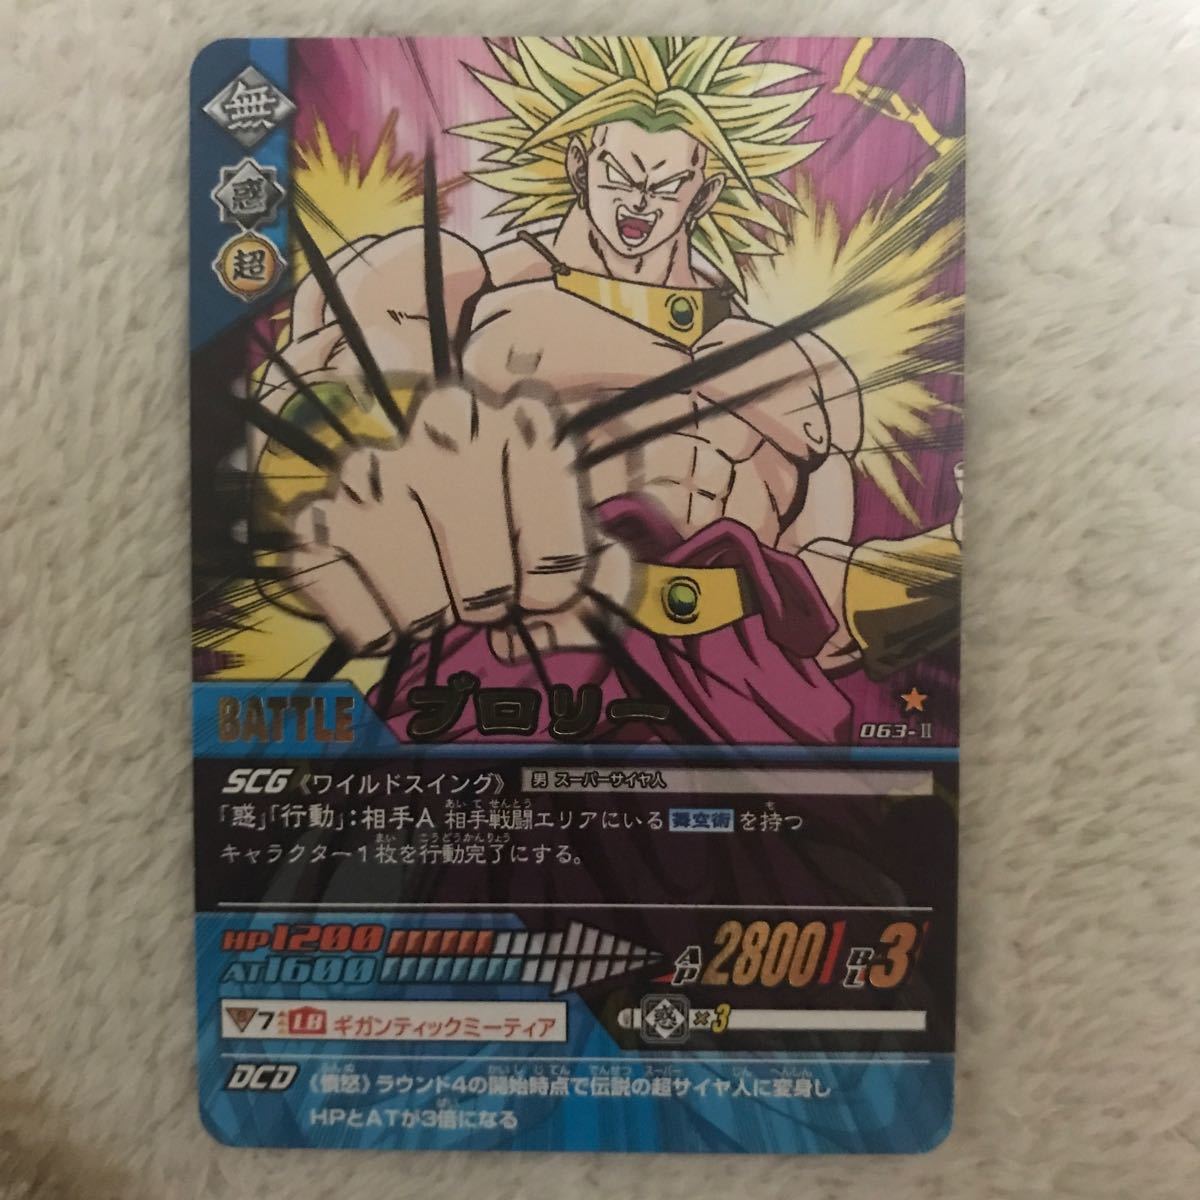 無
惑
超
BATTLE ブロリー
063-II
SCG 《ワイルドスイング》 男 スーパーサイヤ人
「惑」「行動」:相手A 相手戦闘エリアにいる 舞空術 を持つ
キャラクター1枚を行動完了にする。
HP1200
AT1600
AP 2800 BL 3
7 LB ギガンティックミーティア
惑 ×3
DCD 《憤怒》ラウンド4の開始時点で伝説の超サイヤ人に変身し
HPとATが3倍になる